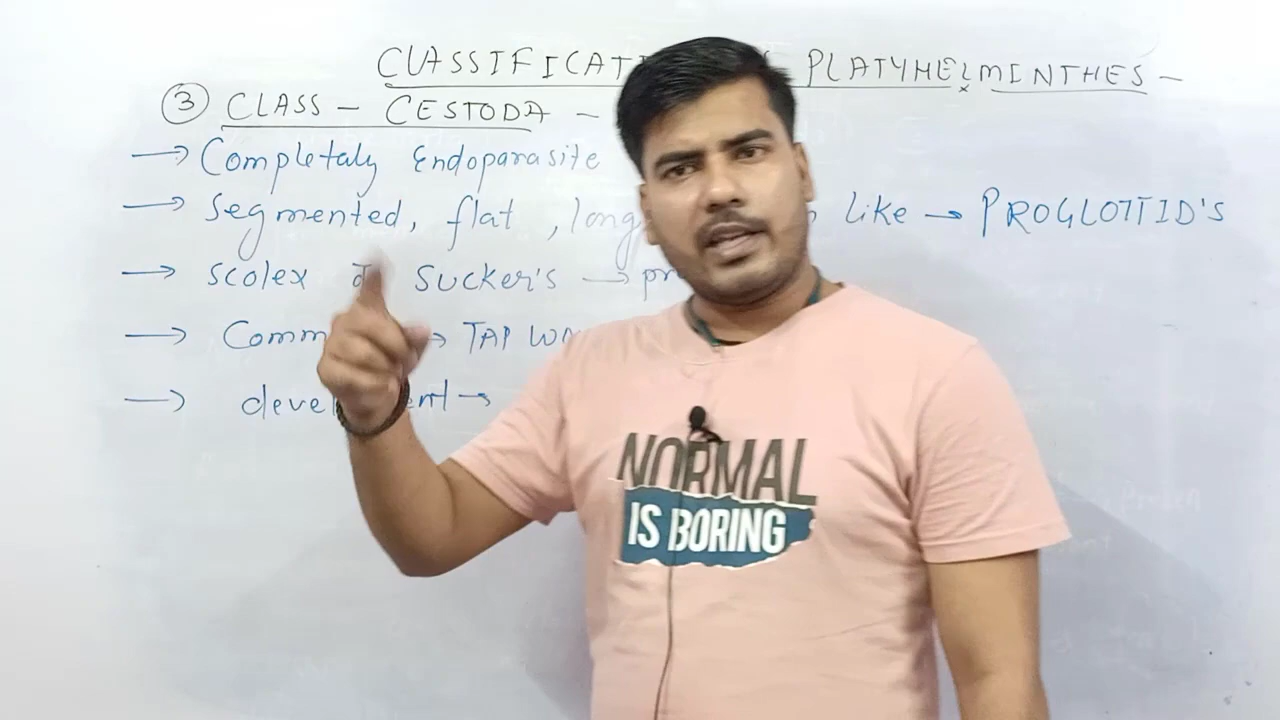 CLASSIFICAT PLATYHELMINTHES -
③ CLASS - CESTODA -
→ Completaly Endoparasite
→ Segmented, flat , long like → PROGLOTTID'S
→ Scolex sucker's → pr
→ Comm → TAP WO
→ deve ent →
NORMAL
IS BORING